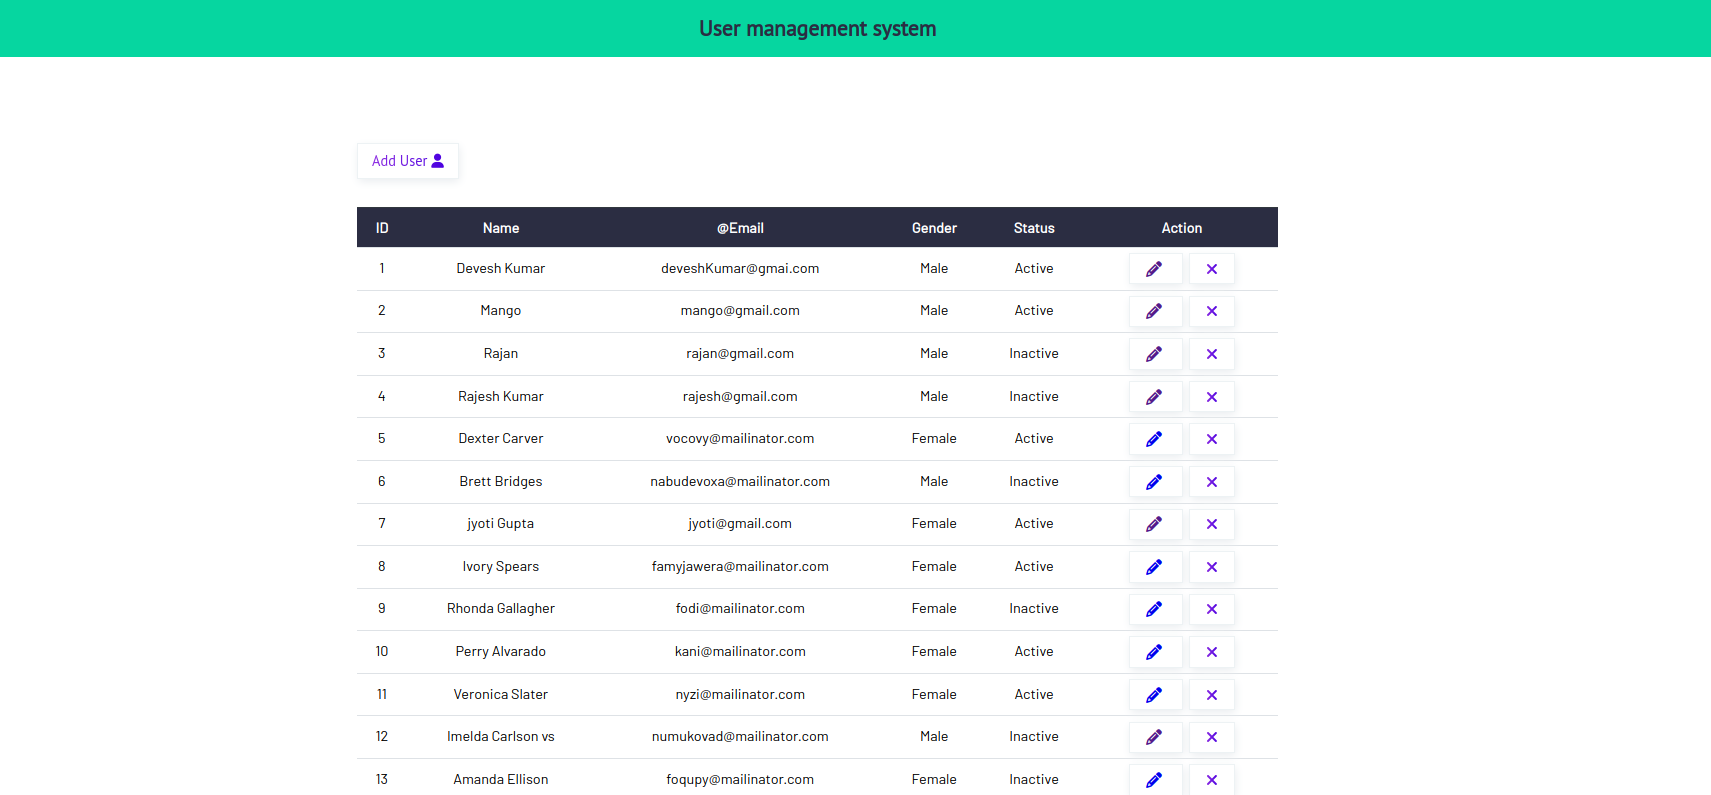 User management system
Add User
ID Name @Email Gender Status Action
1 Devesh Kumar deveshKumar@gmai.com Male Active
2 Mango mango@gmail.com Male Active
3 Rajan rajan@gmail.com Male Inactive
4 Rajesh Kumar rajesh@gmail.com Male Inactive
5 Dexter Carver vocovy@mailinator.com Female Active
6 Brett Bridges nabudevoxa@mailinator.com Male Inactive
7 jyoti Gupta jyoti@gmail.com Female Active
8 Ivory Spears famyjawera@mailinator.com Female Active
9 Rhonda Gallagher fodi@mailinator.com Female Inactive
10 Perry Alvarado kani@mailinator.com Female Active
11 Veronica Slater nyzi@mailinator.com Female Active
12 Imelda Carlson vs numukovad@mailinator.com Male Inactive
13 Amanda Ellison foqupy@mailinator.com Female Inactive